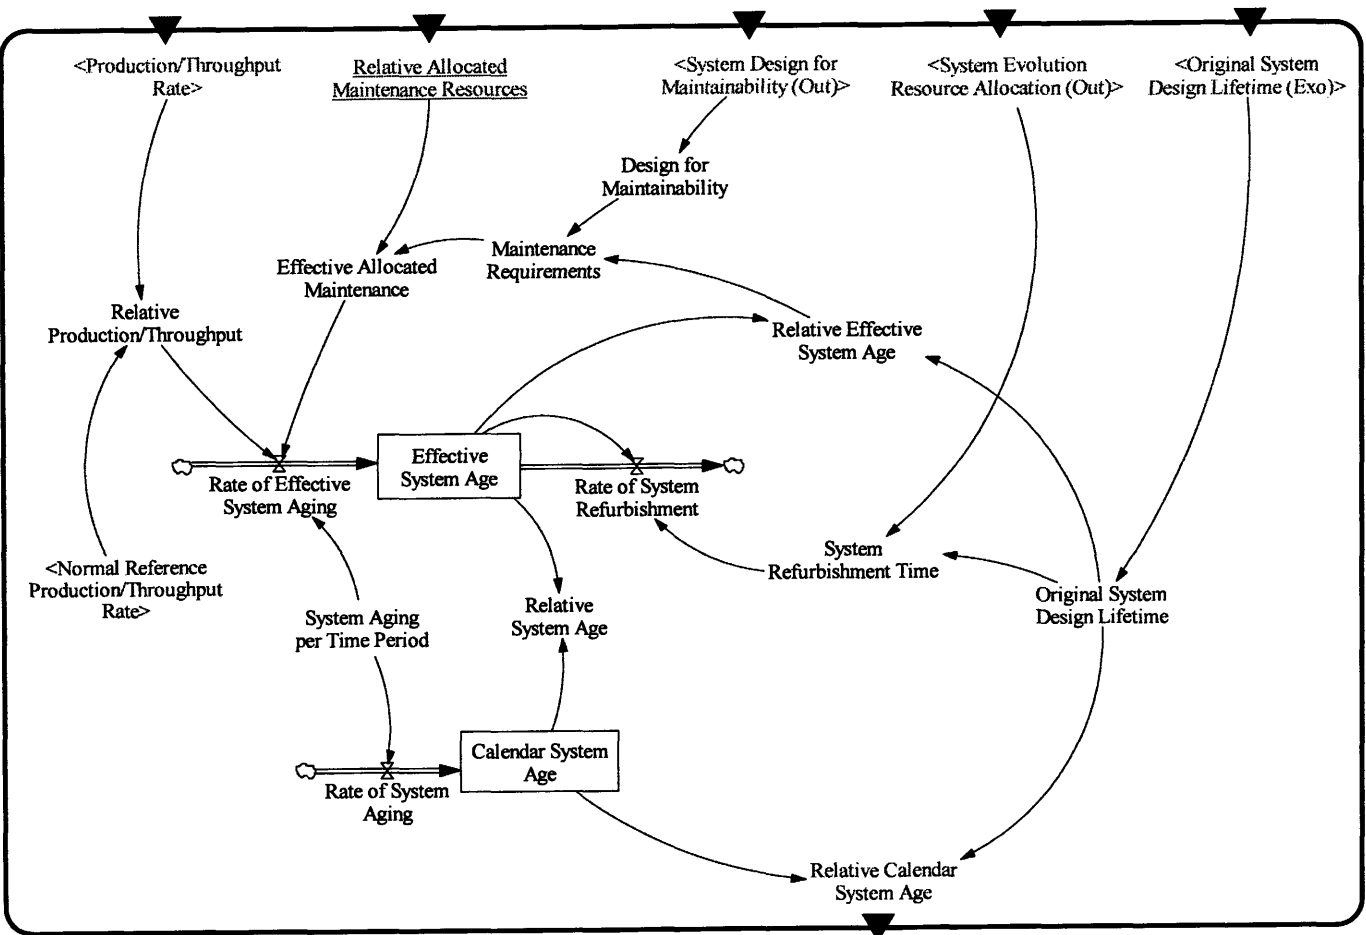 <Production/Throughput
Rate>
Relative Allocated
Maintenance Resources
<System Design for
Maintainability (Out)>
<System Evolution
Resource Allocation (Out)>
<Original System
Design Lifetime (Exo)>
Design for
Maintainability
Maintenance
Requirements
Effective Allocated
Maintenance
Relative
Production/Throughput
Relative Effective
System Age
Effective
System Age
Rate of Effective
System Aging
Rate of System
Refurbishment
System
Refurbishment Time
<Normal Reference
Production/Throughput
Rate>
Original System
Design Lifetime
System Aging
per Time Period
Relative
System Age
Calendar System
Age
Rate of System
Aging
Relative Calendar
System Age